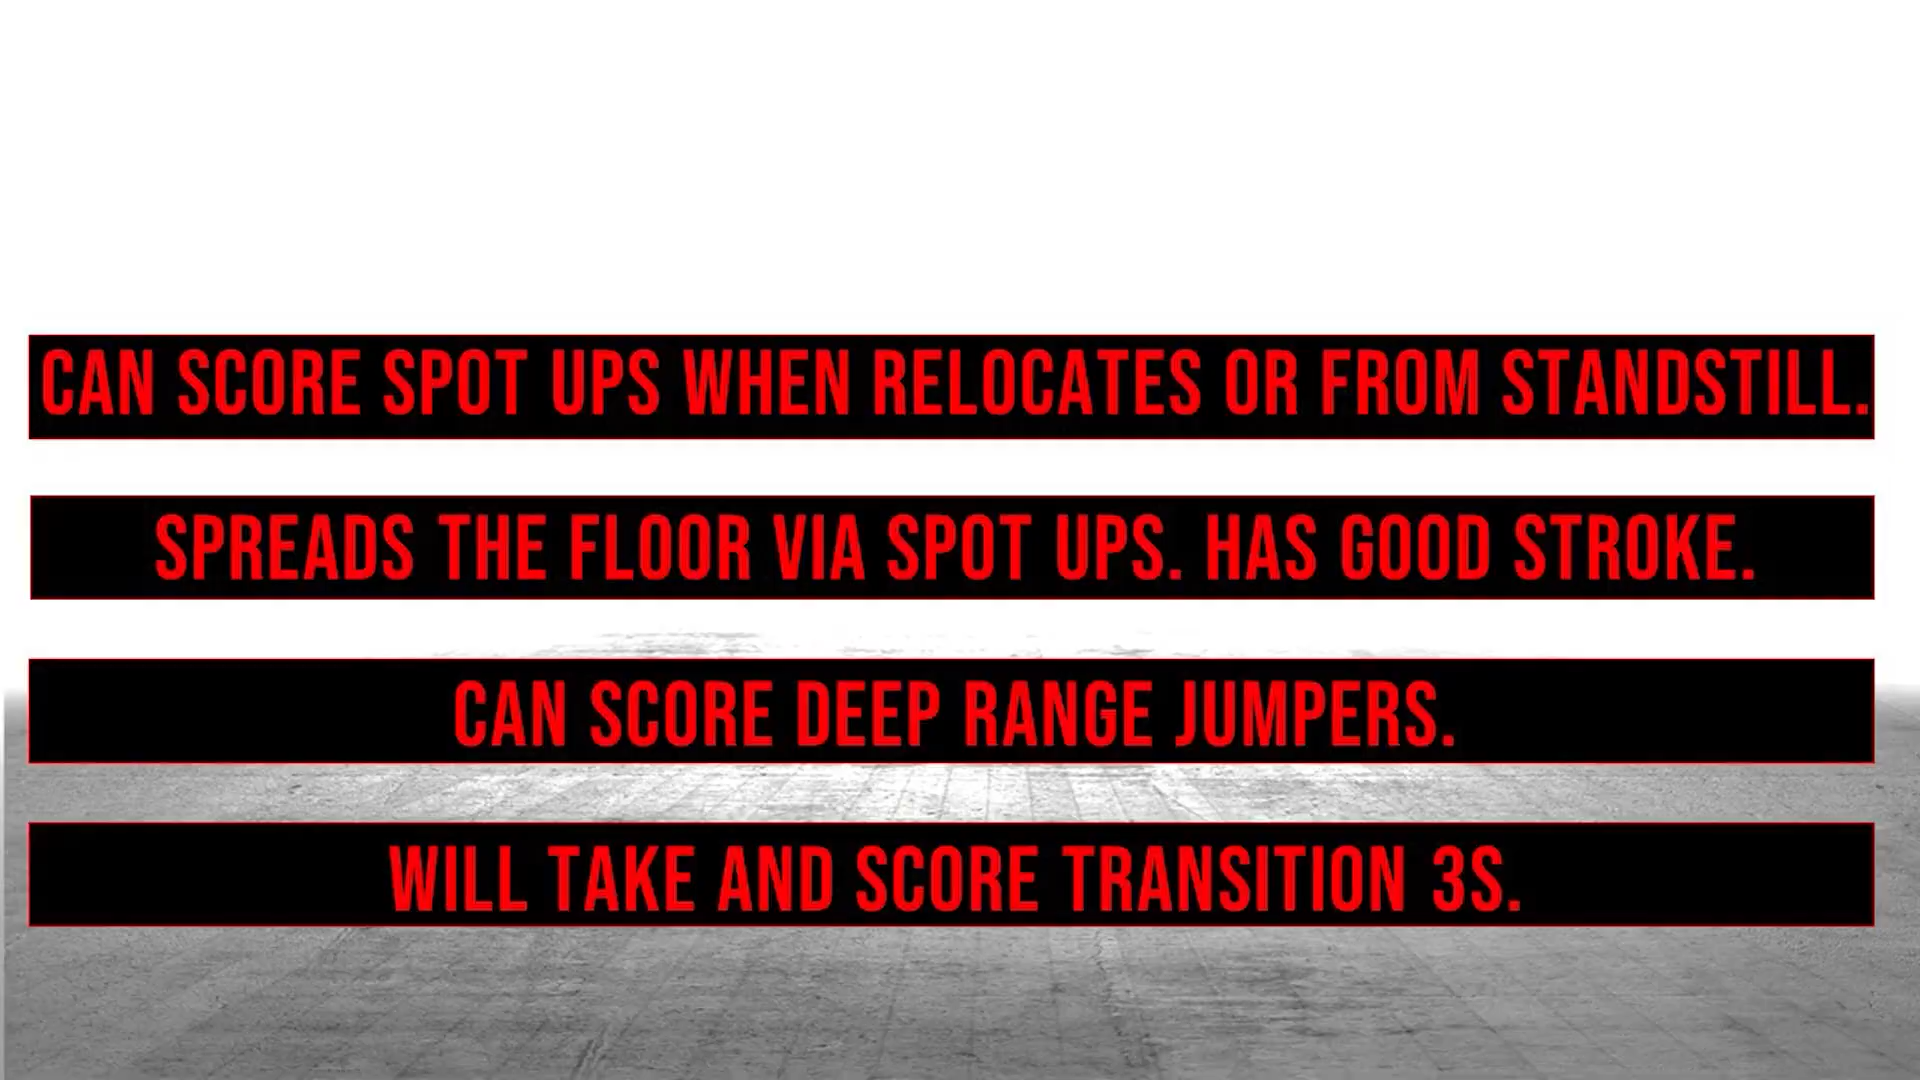 CAN SCORE SPOT UPS WHEN RELOCATES OR FROM STANDSTILL.
SPREADS THE FLOOR VIA SPOT UPS. HAS GOOD STROKE.
CAN SCORE DEEP RANGE JUMPERS.
WILL TAKE AND SCORE TRANSITION 3S.